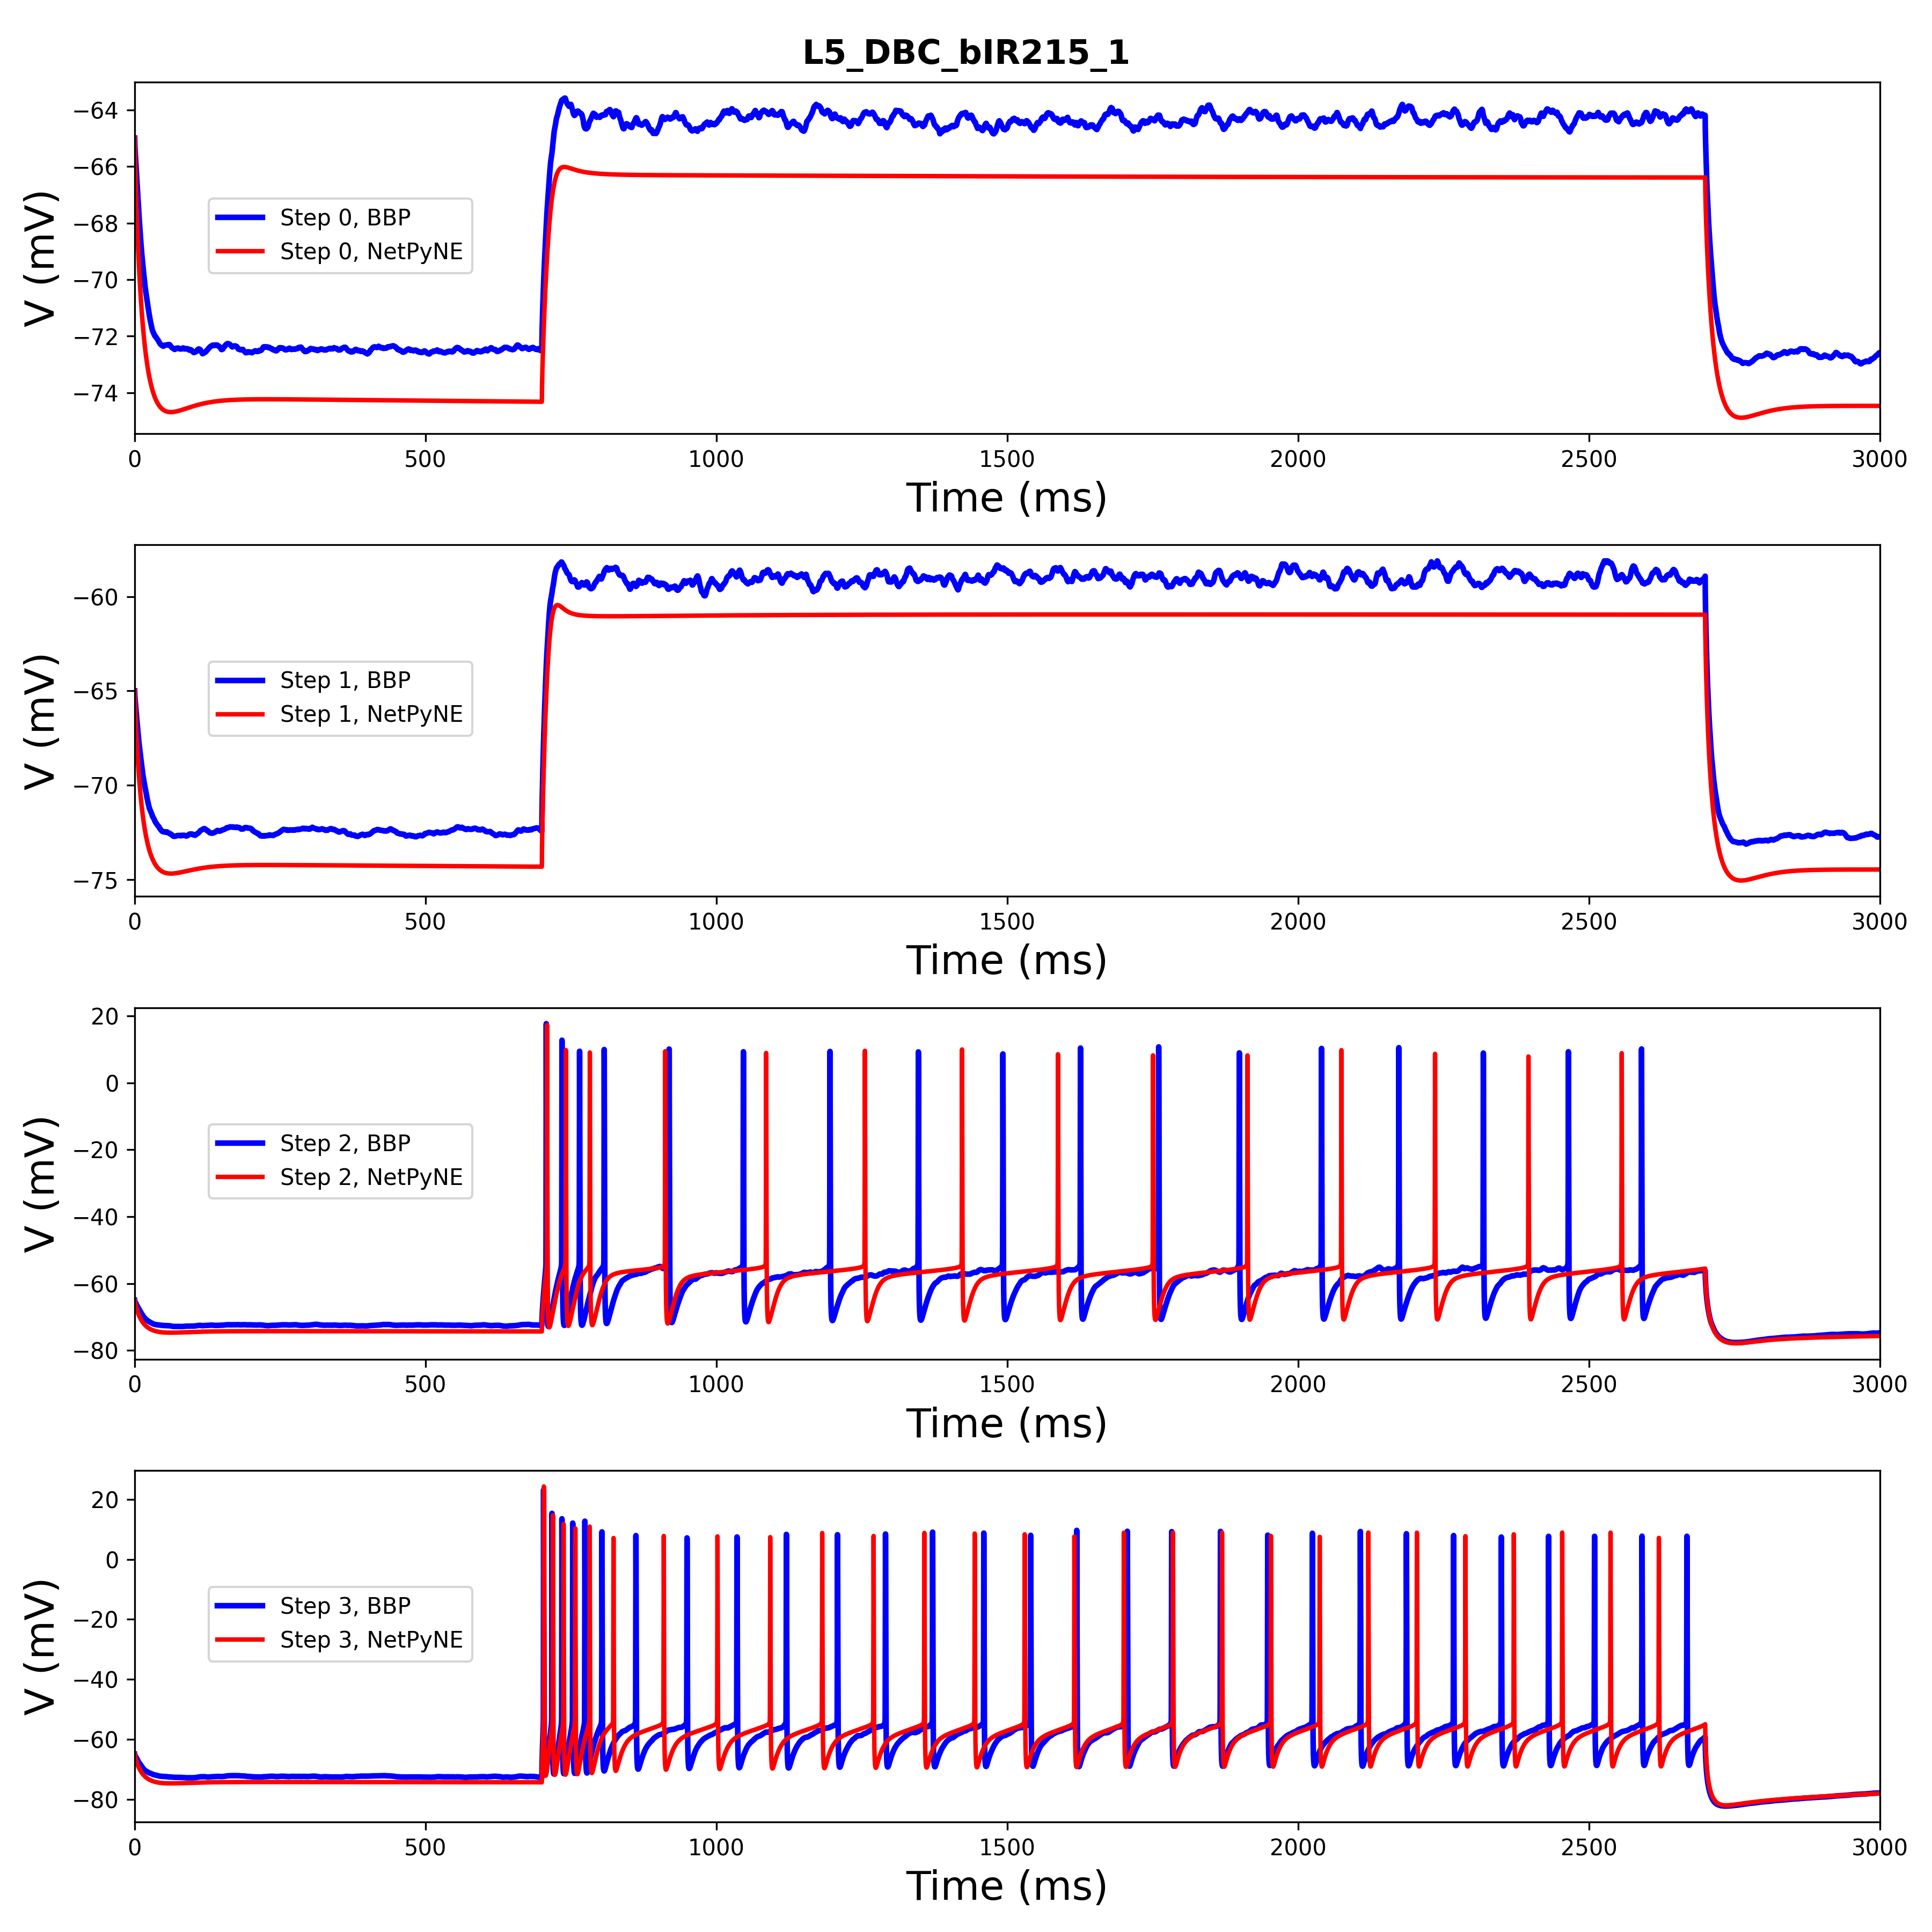 L5_DBC_bIR215_1
−64
−66
−68
−70
−72
−74
V (mV)
Step 0, BBP
Step 0, NetPyNE
0 500 1000 1500 2000 2500 3000
Time (ms)
−60
−65
−70
−75
V (mV)
Step 1, BBP
Step 1, NetPyNE
0 500 1000 1500 2000 2500 3000
Time (ms)
20
0
−20
−40
−60
−80
V (mV)
Step 2, BBP
Step 2, NetPyNE
0 500 1000 1500 2000 2500 3000
Time (ms)
20
0
−20
−40
−60
−80
V (mV)
Step 3, BBP
Step 3, NetPyNE
0 500 1000 1500 2000 2500 3000
Time (ms)